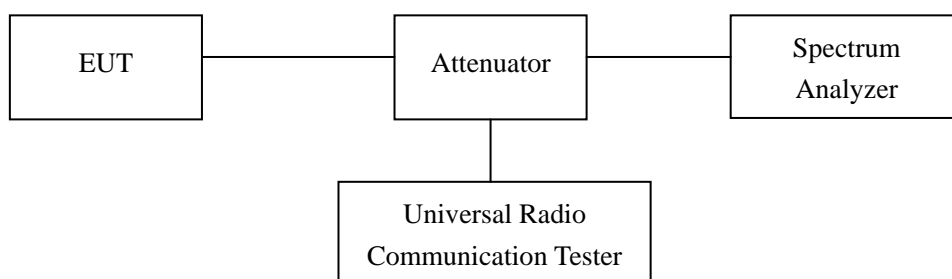 EUT
Attenuator
Spectrum
Analyzer
Universal Radio
Communication Tester